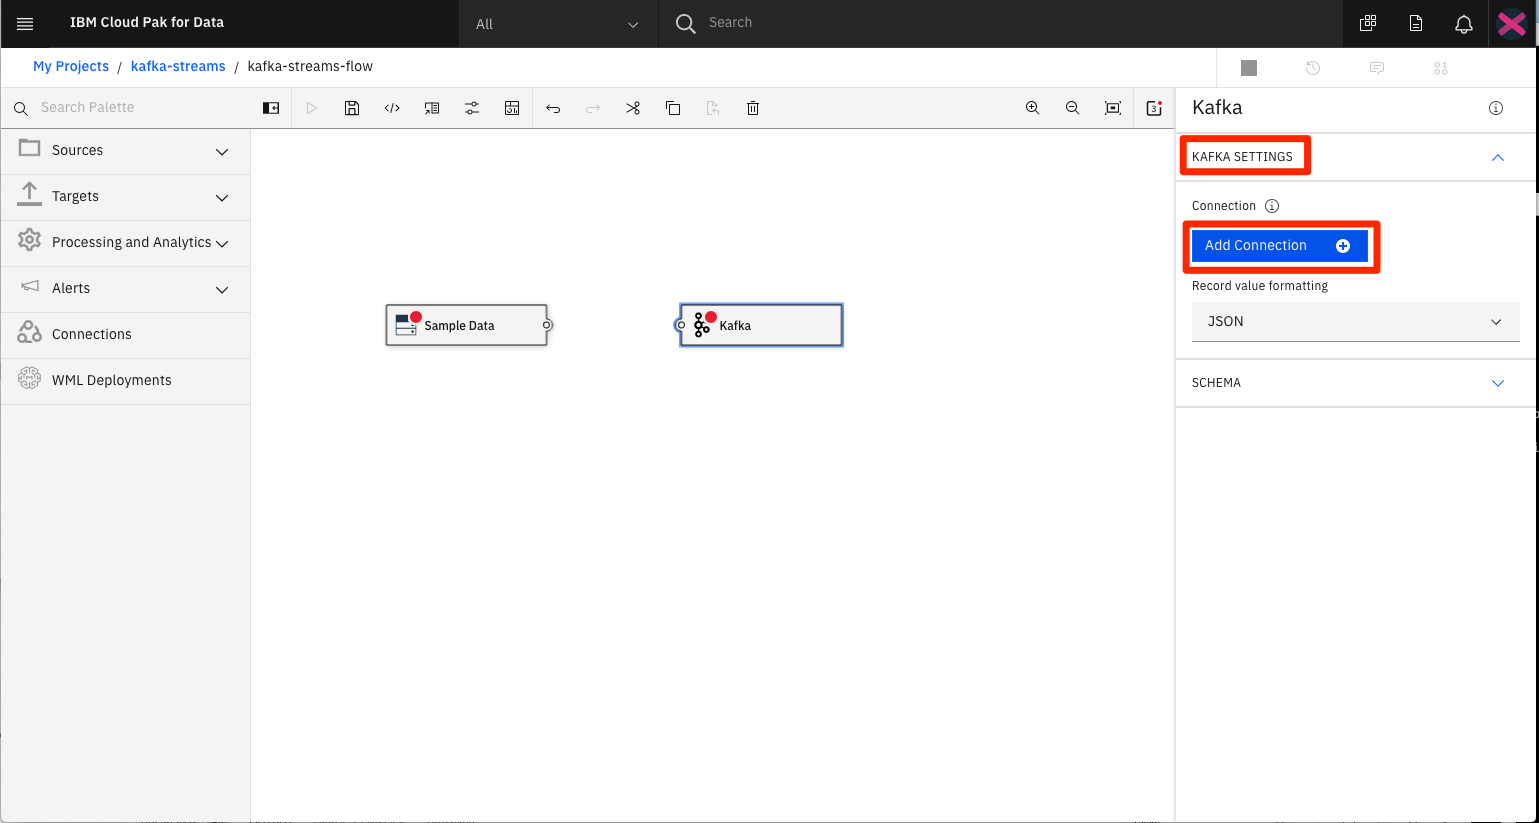 IBM Cloud Pak for Data
All
Search
My Projects / kafka-streams / kafka-streams-flow
Search Palette
Sources
Targets
Processing and Analytics
Alerts
Connections
WML Deployments
Sample Data
Kafka
3
Kafka
KAFKA SETTINGS
Connection
Add Connection
Record value formatting
JSON
SCHEMA